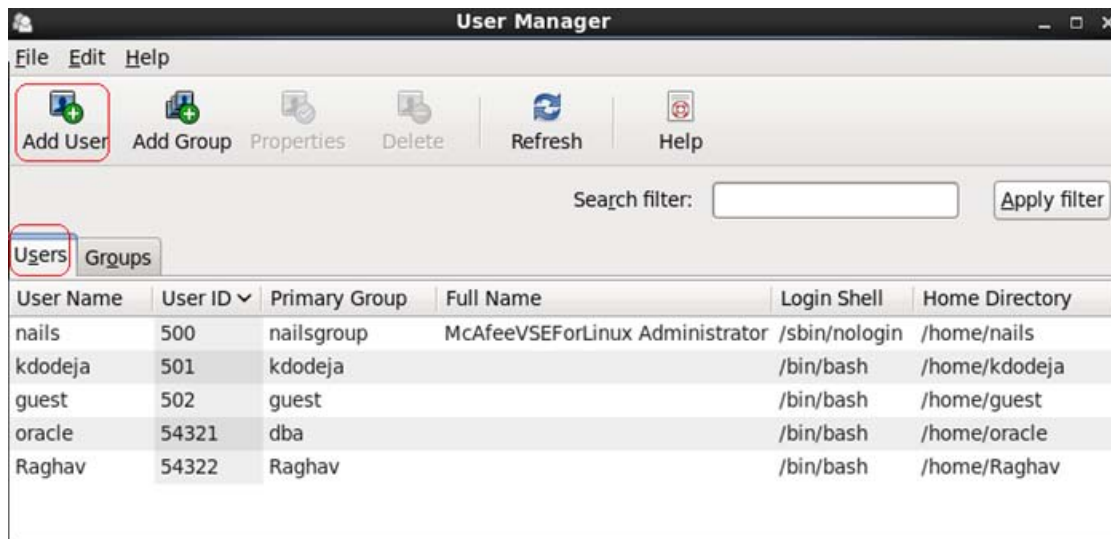 User Manager
File Edit Help
Add User Add Group Properties Delete Refresh Help
Search filter: Apply filter
Users Groups
User Name User ID Primary Group Full Name Login Shell Home Directory
nails 500 nailsgroup McAfeeVSEForLinux Administrator /sbin/nologin /home/nails
kdodeja 501 kdodeja /bin/bash /home/kdodeja
guest 502 guest /bin/bash /home/guest
oracle 54321 dba /bin/bash /home/oracle
Raghav 54322 Raghav /bin/bash /home/Raghav